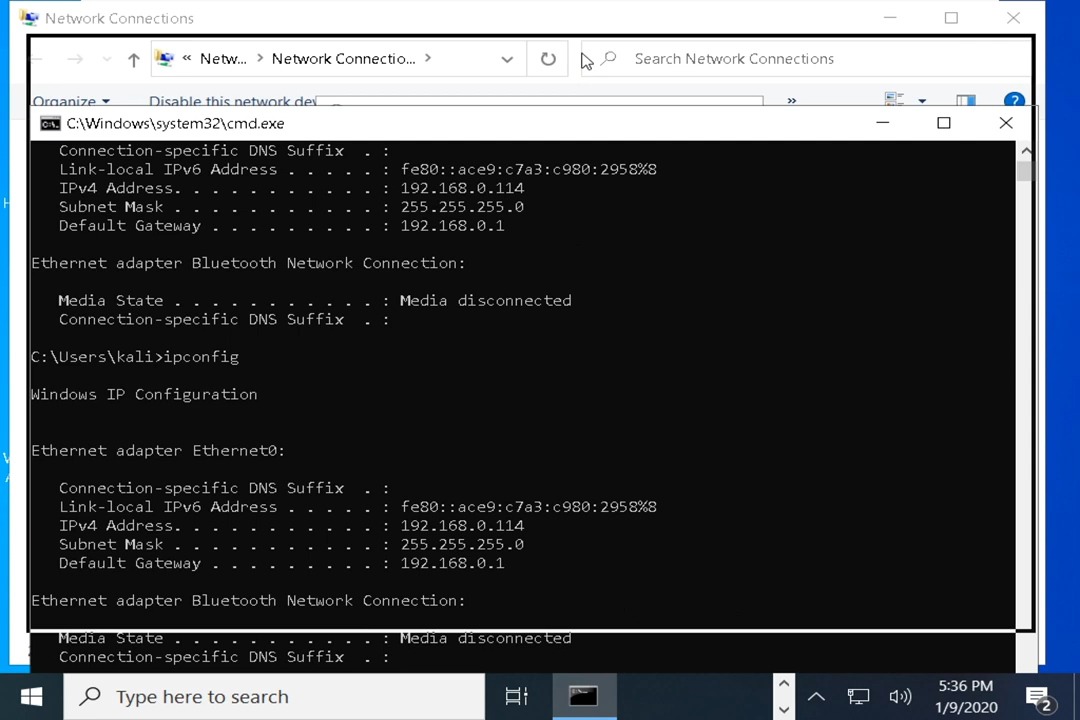 Network Connections
« Netw... > Network Connectio... >
Search Network Connections
Organize
Disable this network dev
»
?
C:\Windows\system32\cmd.exe
Connection-specific DNS Suffix . :
Link-local IPv6 Address . . . . . : fe80::ace9:c7a3:c980:2958%8
IPv4 Address. . . . . . . . . . . : 192.168.0.114
Subnet Mask . . . . . . . . . . . : 255.255.255.0
Default Gateway . . . . . . . . . : 192.168.0.1
Ethernet adapter Bluetooth Network Connection:
Media State . . . . . . . . . . . : Media disconnected
Connection-specific DNS Suffix . :
C:\Users\kali>ipconfig
Windows IP Configuration
Ethernet adapter Ethernet0:
Connection-specific DNS Suffix . :
Link-local IPv6 Address . . . . . : fe80::ace9:c7a3:c980:2958%8
IPv4 Address. . . . . . . . . . . : 192.168.0.114
Subnet Mask . . . . . . . . . . . : 255.255.255.0
Default Gateway . . . . . . . . . : 192.168.0.1
Ethernet adapter Bluetooth Network Connection:
Media State . . . . . . . . . . . : Media disconnected
Connection-specific DNS Suffix . :
Type here to search
5:36 PM
1/9/2020
2